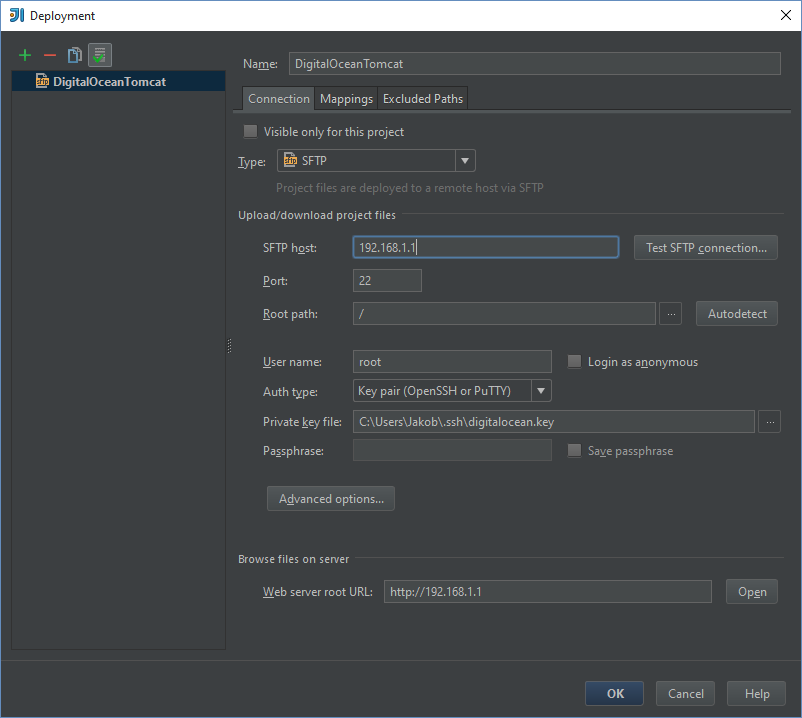 Deployment
DigitalOceanTomcat
Name: DigitalOceanTomcat
Connection Mappings Excluded Paths
Visible only for this project
Type: SFTP
Project files are deployed to a remote host via SFTP
Upload/download project files
SFTP host: 192.168.1.1 Test SFTP connection...
Port: 22
Root path: / ... Autodetect
User name: root Login as anonymous
Auth type: Key pair (OpenSSH or PuTTY)
Private key file: C:\Users\Jakob\.ssh\digitalocean.key ...
Passphrase: Save passphrase
Advanced options...
Browse files on server
Web server root URL: http://192.168.1.1 Open
OK Cancel Help